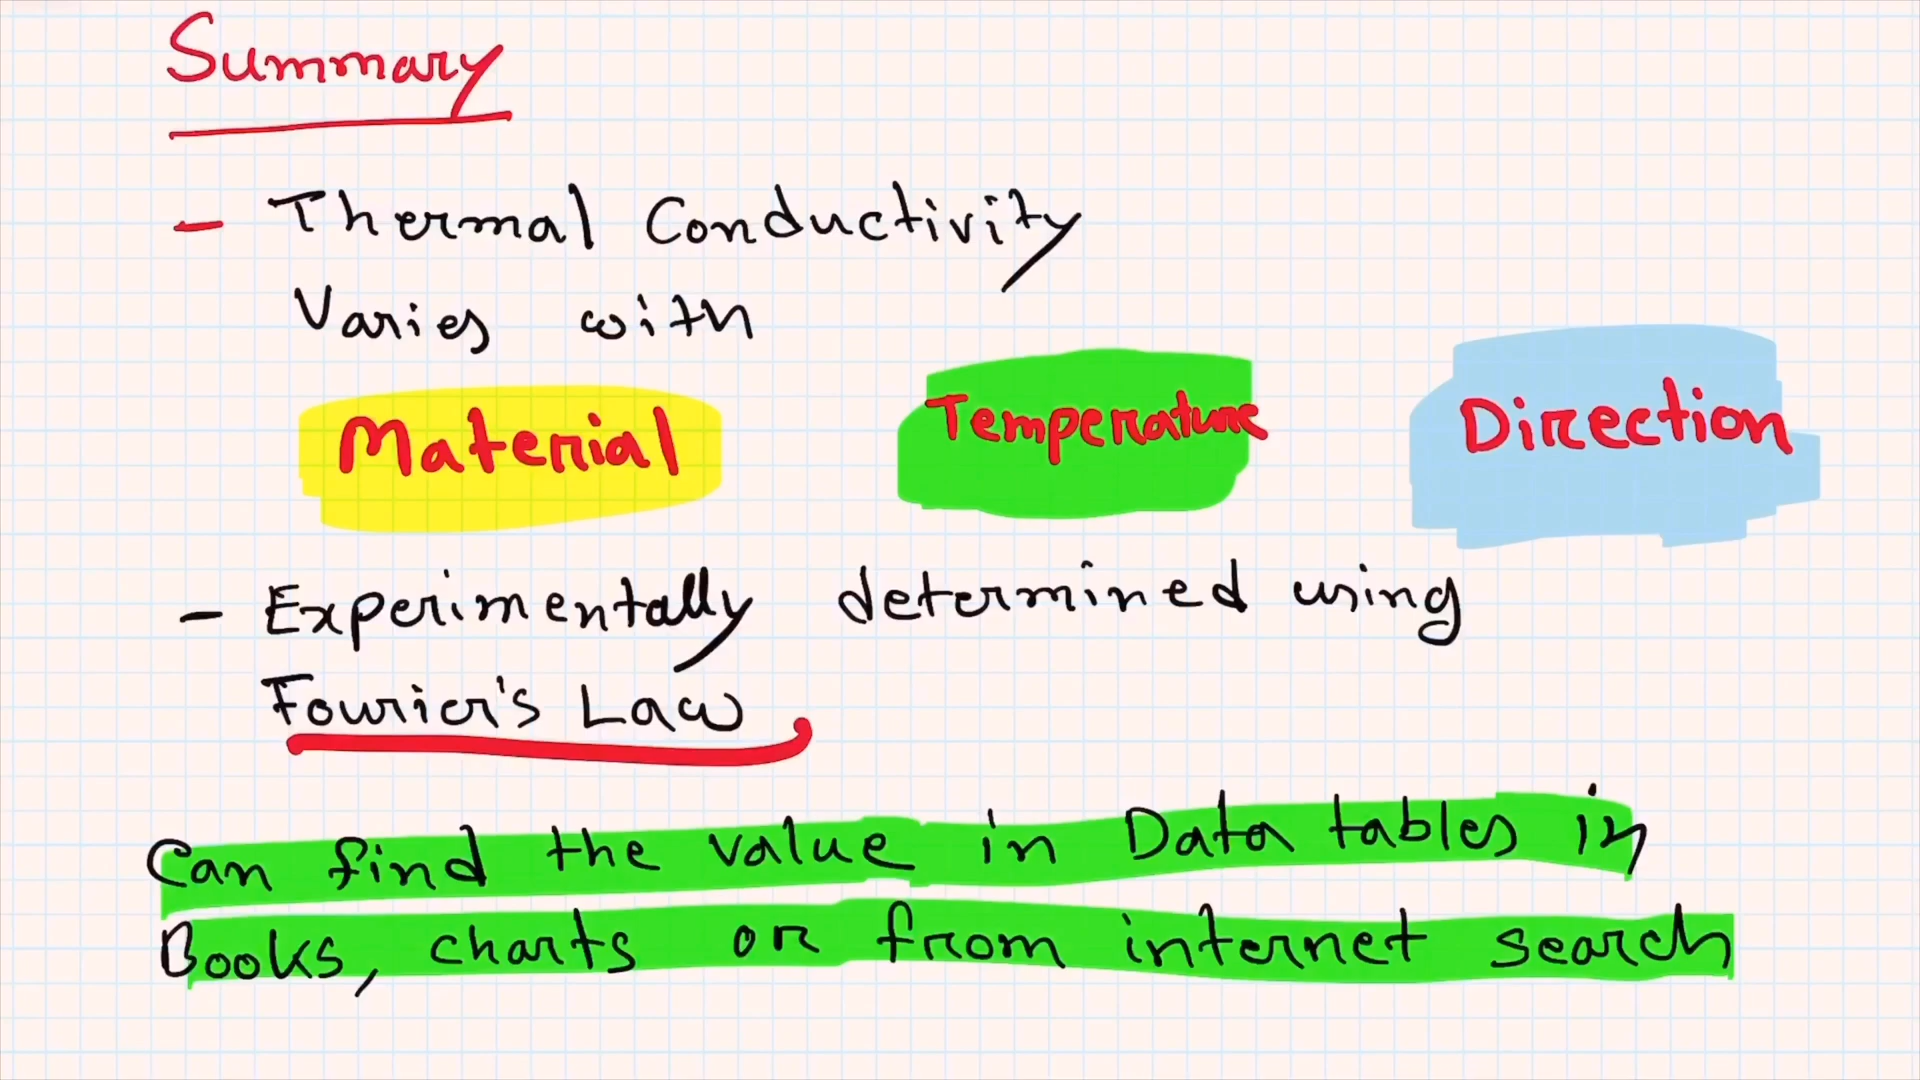 Summary
- Thermal Conductivity
Varies with
Material Temperature Direction
- Experimentally determined using
Fourier's Law
Can find the value in Data tables in
Books, charts or from internet search